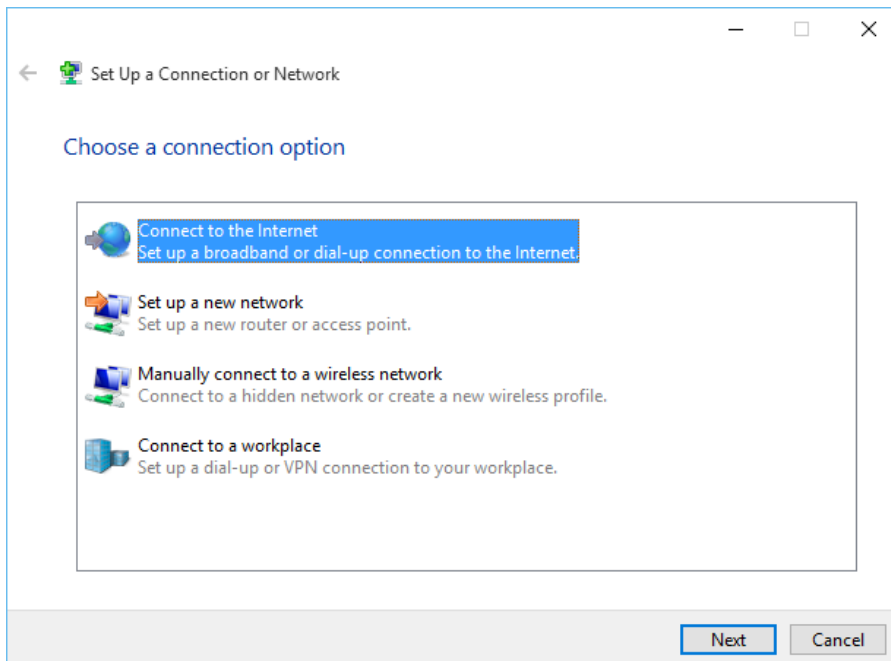 Set Up a Connection or Network
Choose a connection option
Connect to the Internet
Set up a broadband or dial-up connection to the Internet.
Set up a new network
Set up a new router or access point.
Manually connect to a wireless network
Connect to a hidden network or create a new wireless profile.
Connect to a workplace
Set up a dial-up or VPN connection to your workplace.
Next
Cancel